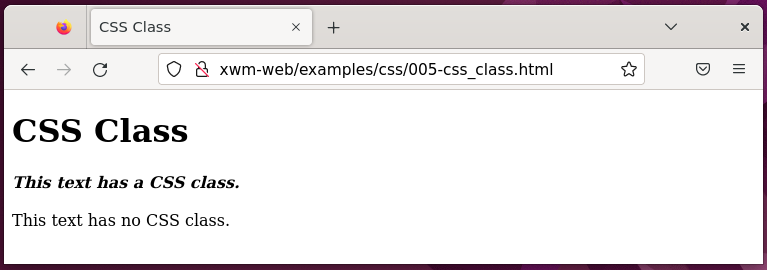 CSS Class
xwm-web/examples/css/005-css_class.html
CSS Class
This text has a CSS class.
This text has no CSS class.